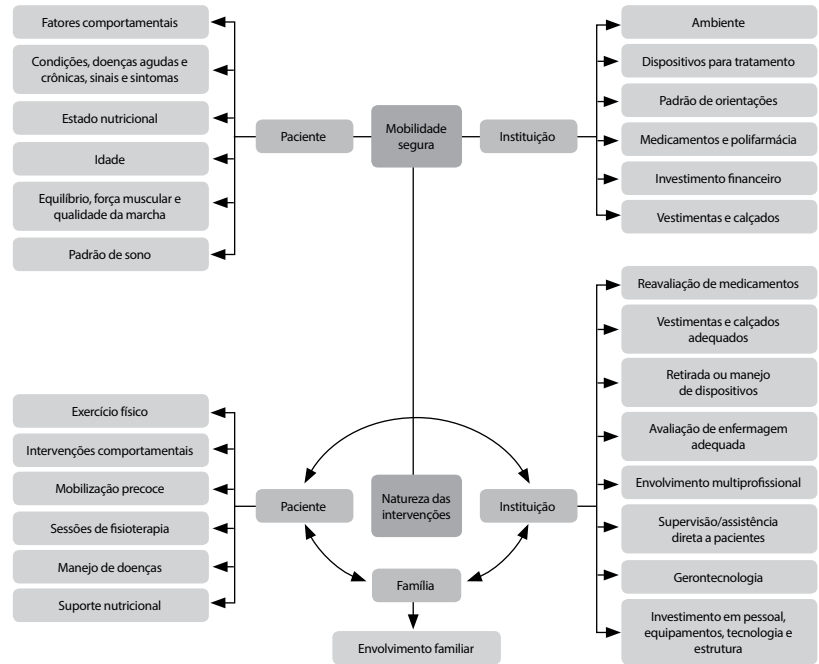 Fatores comportamentais
Condições, doenças agudas e
crônicas, sinais e sintomas
Estado nutricional
Idade
Equilíbrio, força muscular e
qualidade da marcha
Padrão de sono
Paciente
Mobilidade
segura
Instituição
Ambiente
Dispositivos para tratamento
Padrão de orientações
Medicamentos e polifarmácia
Investimento financeiro
Vestimentas e calçados
Exercício físico
Intervenções comportamentais
Mobilização precoce
Sessões de fisioterapia
Manejo de doenças
Suporte nutricional
Paciente
Natureza das
intervenções
Instituição
Família
Envolvimento familiar
Reavaliação de medicamentos
Vestimentas e calçados
adequados
Retirada ou manejo
de dispositivos
Avaliação de enfermagem
adequada
Envolvimento multiprofissional
Supervisão/assistência
direta a pacientes
Gerontecnologia
Investimento em pessoal,
equipamentos, tecnologia e
estrutura